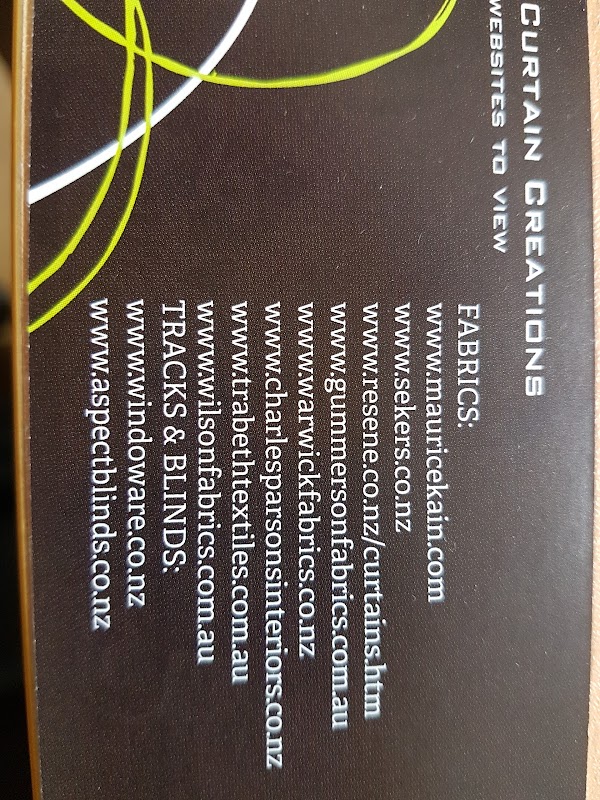 CURTAIN CREATIONS
WEBSITES TO VIEW
FABRICS:
www.mauricekain.com
www.sekers.co.nz
www.resene.co.nz/curtains.htm
www.gummersonfabrics.com.au
www.warwickfabrics.co.nz
www.charlesparsonsinteriors.co.nz
www.trabethtextiles.com.au
www.wilsonfabrics.com.au
TRACKS & BLINDS:
www.windoware.co.nz
www.aspectblinds.co.nz